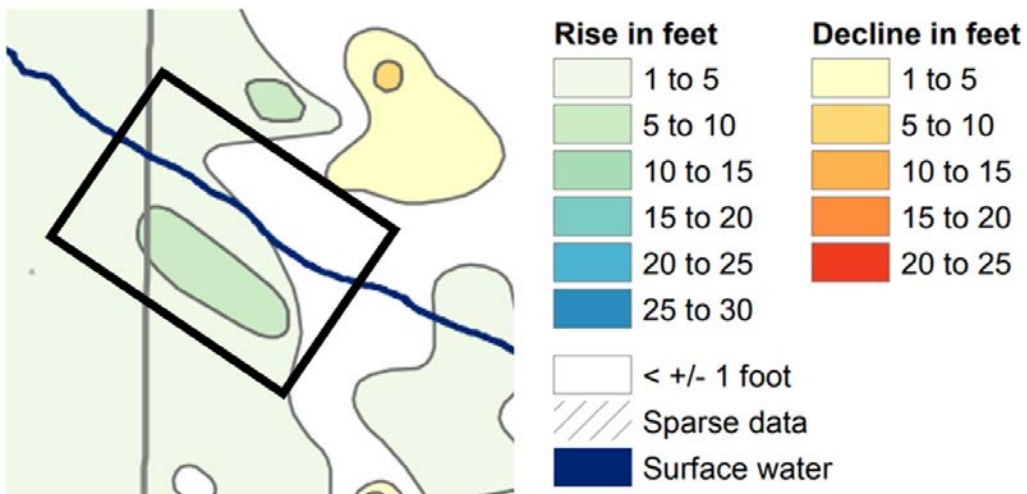 Rise in feet
1 to 5
5 to 10
10 to 15
15 to 20
20 to 25
25 to 30
< +/- 1 foot
Sparse data
Surface water
Decline in feet
1 to 5
5 to 10
10 to 15
15 to 20
20 to 25